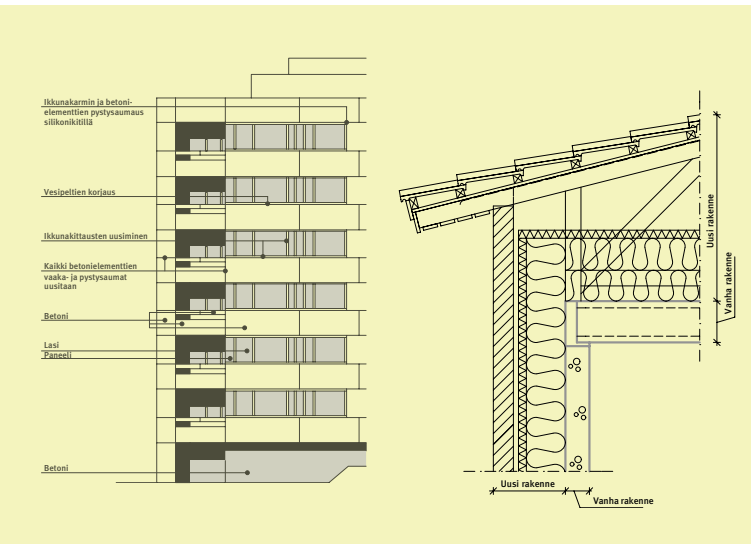 Ikkunakarmin ja betoni-
elementtien pystysaumaus
silikonikitillä
Vesipeltien korjaus
Ikkunakittausten uusiminen
Kaikki betonielementtien
vaaka- ja pystysaumat
uusitaan
Betoni
Lasi
Paneeli
Betoni
Uusi rakenne
Vanha rakenne
Uusi rakenne
Vanha rakenne